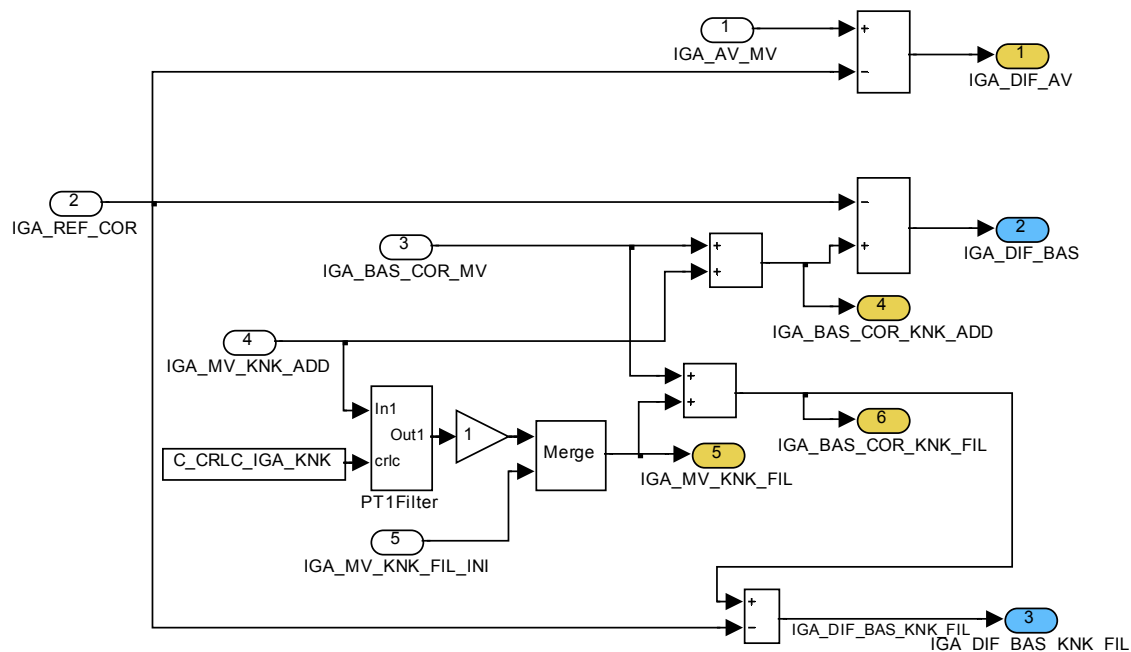 1
IGA_AV_MV
+
−
1
IGA_DIF_AV
2
IGA_REF_COR
−
+
2
IGA_DIF_BAS
3
IGA_BAS_COR_MV
+
+
4
IGA_BAS_COR_KNK_ADD
4
IGA_MV_KNK_ADD
+
+
6
IGA_BAS_COR_KNK_FIL
In1
Out1
crlc
PT1Filter
1
Merge
5
IGA_MV_KNK_FIL
C_CRLC_IGA_KNK
5
IGA_MV_KNK_FIL_INI
+
−
IGA_DIF_BAS_KNK_FIL
3
IGA_DIF_BAS_KNK_FIL